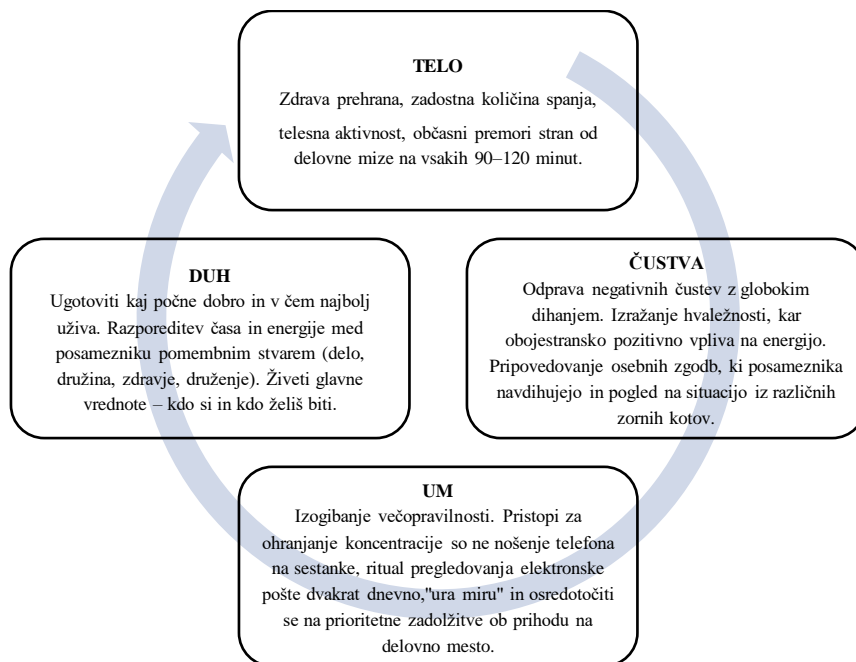 TELO
Zdrava prehrana, zadostna količina spanja,
telesna aktivnost, občasni premori stran od
delovne mize na vsakih 90–120 minut.
ČUSTVA
Odprava negativnih čustev z globokim
dihanjem. Izražanje hvaležnosti, kar
obojestransko pozitivno vpliva na energijo.
Pripovedovanje osebnih zgodb, ki posameznika
navdihujejo in pogled na situacijo iz različnih
zornih kotov.
UM
Izogibanje večopravilnosti. Pristopi za
ohranjanje koncentracije so ne nošenje telefona
na sestanke, ritual pregledovanja elektronske
pošte dvakrat dnevno,"ura miru" in osredotočiti
se na prioritetne zadolžitve ob prihodu na
delovno mesto.
DUH
Ugotoviti kaj počne dobro in v čem najbolj
uživa. Razporeditev časa in energije med
posamezniku pomembnim stvarem (delo,
družina, zdravje, druženje). Živeti glavne
vrednote – kdo si in kdo želiš biti.